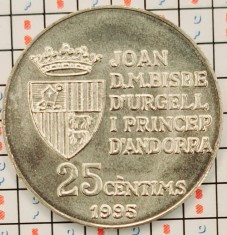 JOAN
D.M.BISBE
D'URGELL
I PRINCEP
D'ANDORRA
25 CÈNTIMS
1995